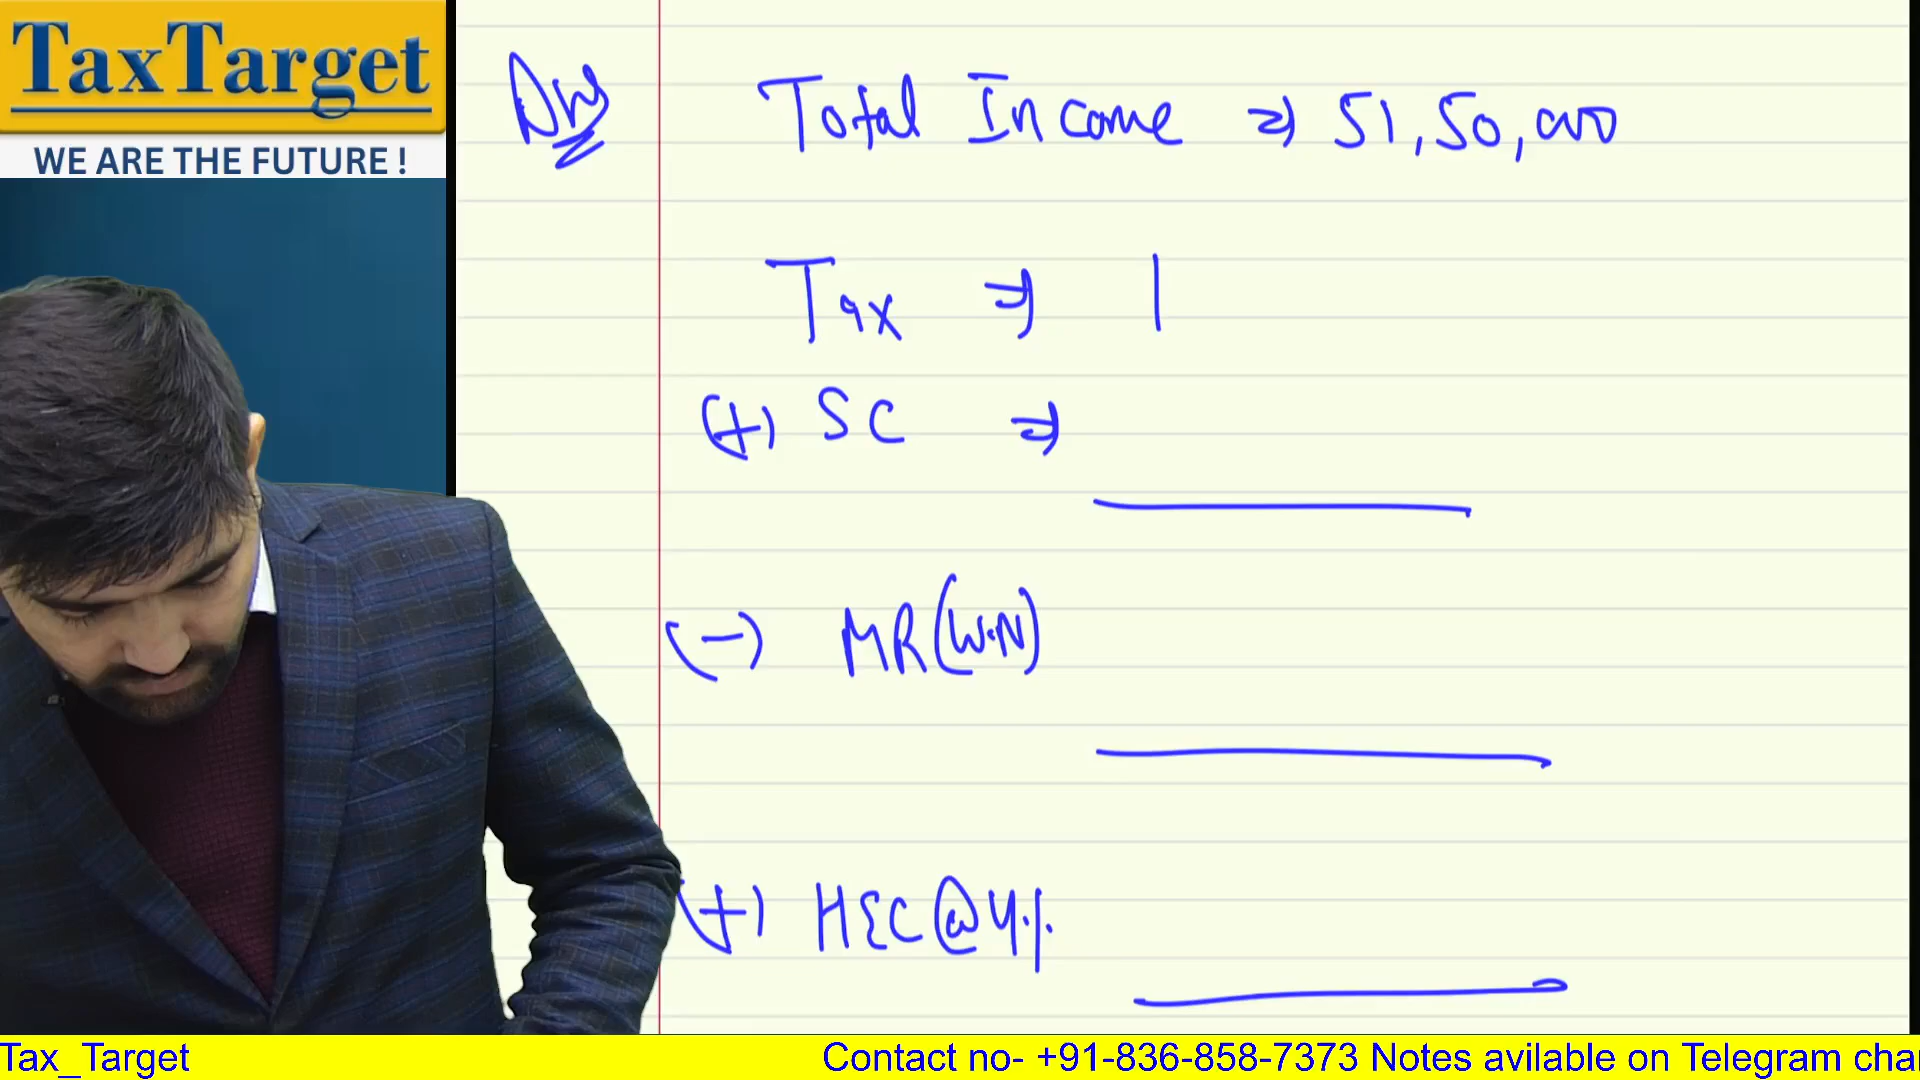 TaxTarget
WE ARE THE FUTURE !
Ans
Total Income ⇒ 51,50,000
Tax ⇒ 1
(+) SC ⇒
(-) MR(W.N)
(+) HEC@4%
Tax_Target
Contact no- +91-836-858-7373 Notes avilable on Telegram cha